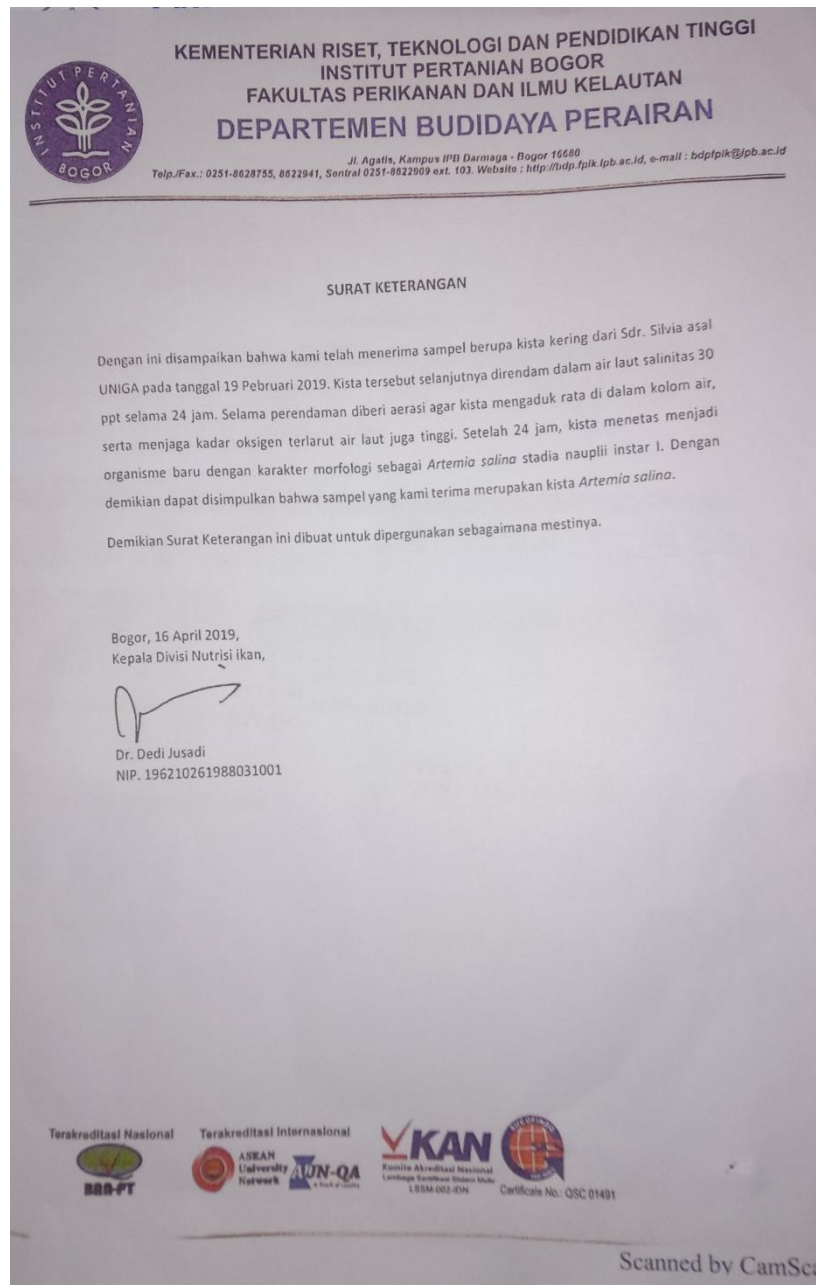 KEMENTERIAN RISET, TEKNOLOGI DAN PENDIDIKAN TINGGI
INSTITUT PERTANIAN BOGOR
FAKULTAS PERIKANAN DAN ILMU KELAUTAN
DEPARTEMEN BUDIDAYA PERAIRAN
Jl. Agatis, Kampus IPB Darmaga - Bogor 16680
Telp./Fax.: 0251-8628755, 8622941, Sentral 0251-8622909 ext. 103. Website : http://bdp.fpik.ipb.ac.id, e-mail : bdpfpik@ipb.ac.id
INSTITUT PERTANIAN
BOGOR
SURAT KETERANGAN
Dengan ini disampaikan bahwa kami telah menerima sampel berupa kista kering dari Sdr. Silvia asal
UNIGA pada tanggal 19 Pebruari 2019. Kista tersebut selanjutnya direndam dalam air laut salinitas 30
ppt selama 24 jam. Selama perendaman diberi aerasi agar kista mengaduk rata di dalam kolom air,
serta menjaga kadar oksigen terlarut air laut juga tinggi. Setelah 24 jam, kista menetas menjadi
organisme baru dengan karakter morfologi sebagai Artemia salina stadia nauplii instar I. Dengan
demikian dapat disimpulkan bahwa sampel yang kami terima merupakan kista Artemia salina.
Demikian Surat Keterangan ini dibuat untuk dipergunakan sebagaimana mestinya.
Bogor, 16 April 2019,
Kepala Divisi Nutrisi ikan,
Dr. Dedi Jusadi
NIP. 196210261988031001
Terakreditasi Nasional
BAN-PT
Terakreditasi Internasional
ASEAN
University
Network
AUN-QA
KAN
Komite Akreditasi Nasional
Lembaga Sertifikasi Sistem Mutu
LSSM-002-IDN
Certificate No.: QSC 01491
Scanned by CamSca